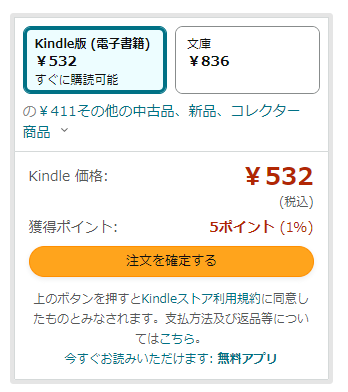 Kindle版 (電子書籍)
￥532
すぐに購読可能
文庫
￥836
の￥411その他の中古品、新品、コレクター
商品
Kindle 価格:
￥532
(税込)
獲得ポイント:
5ポイント (1%)
注文を確定する
上のボタンを押すとKindleストア利用規約に同意し
たものとみなされます。支払方法及び返品等につい
てはこちら。
今すぐお読みいただけます: 無料アプリ